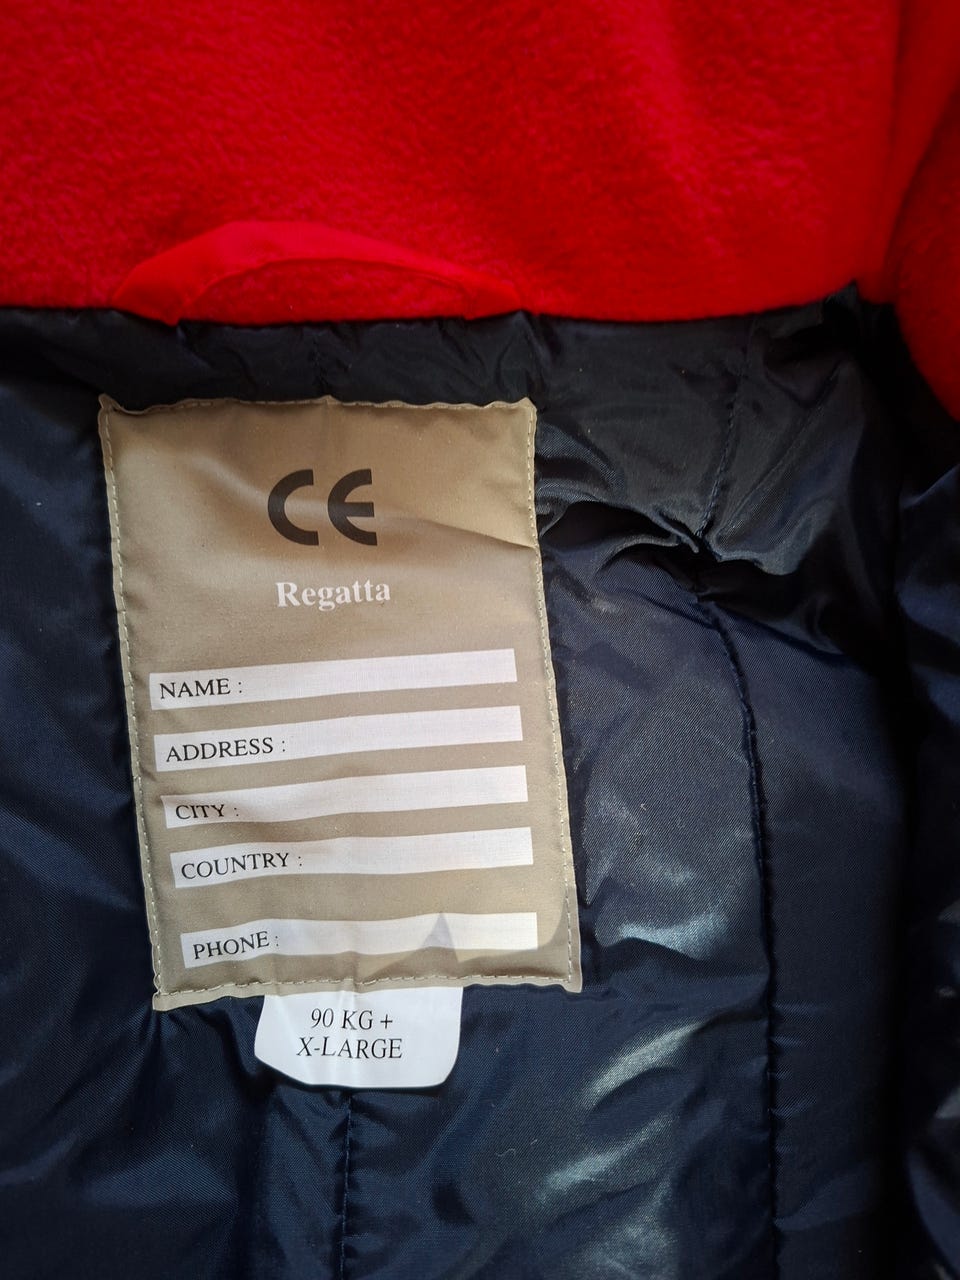 CE
Regatta
NAME :
ADDRESS :
CITY :
COUNTRY :
PHONE :
90 KG +
X-LARGE